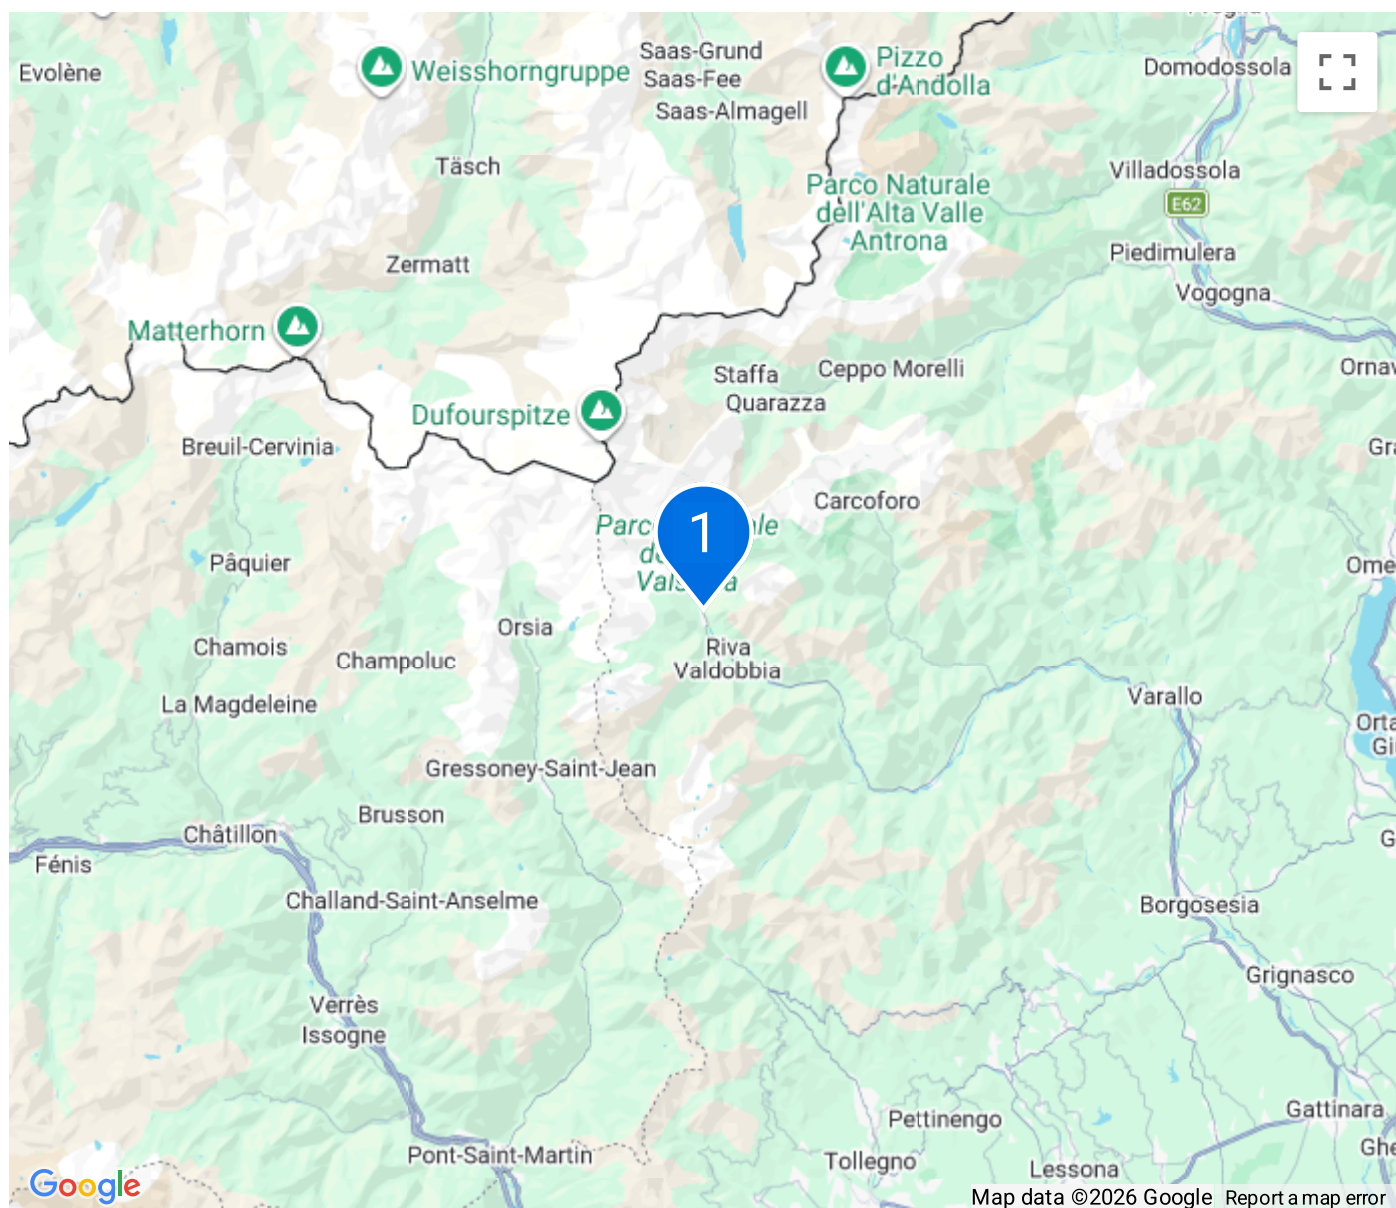 Evolène
Weisshorngruppe
Saas-Grund
Saas-Fee
Saas-Almagell
Pizzo
d'Andolla
Domodossola
Täsch
Villadossola
E62
Parco Naturale
dell'Alta Valle
Antrona
Piedimulera
Zermatt
Vogogna
Matterhorn
Staffa
Quarazza
Ceppo Morelli
Dufourspitze
Breuil-Cervinia
Carcoforo
1
Pâquier
Orsia
Chamois
Champoluc
Riva
Valdobbia
La Magdeleine
Varallo
Gressoney-Saint-Jean
Brusson
Châtillon
Fénis
Challand-Saint-Anselme
Borgosesia
Grignasco
Verrès
Issogne
Gattinara
Pettinengo
Pont-Saint-Martin
Tollegno
Lessona
Google
Map data ©2026 Google
Report a map error